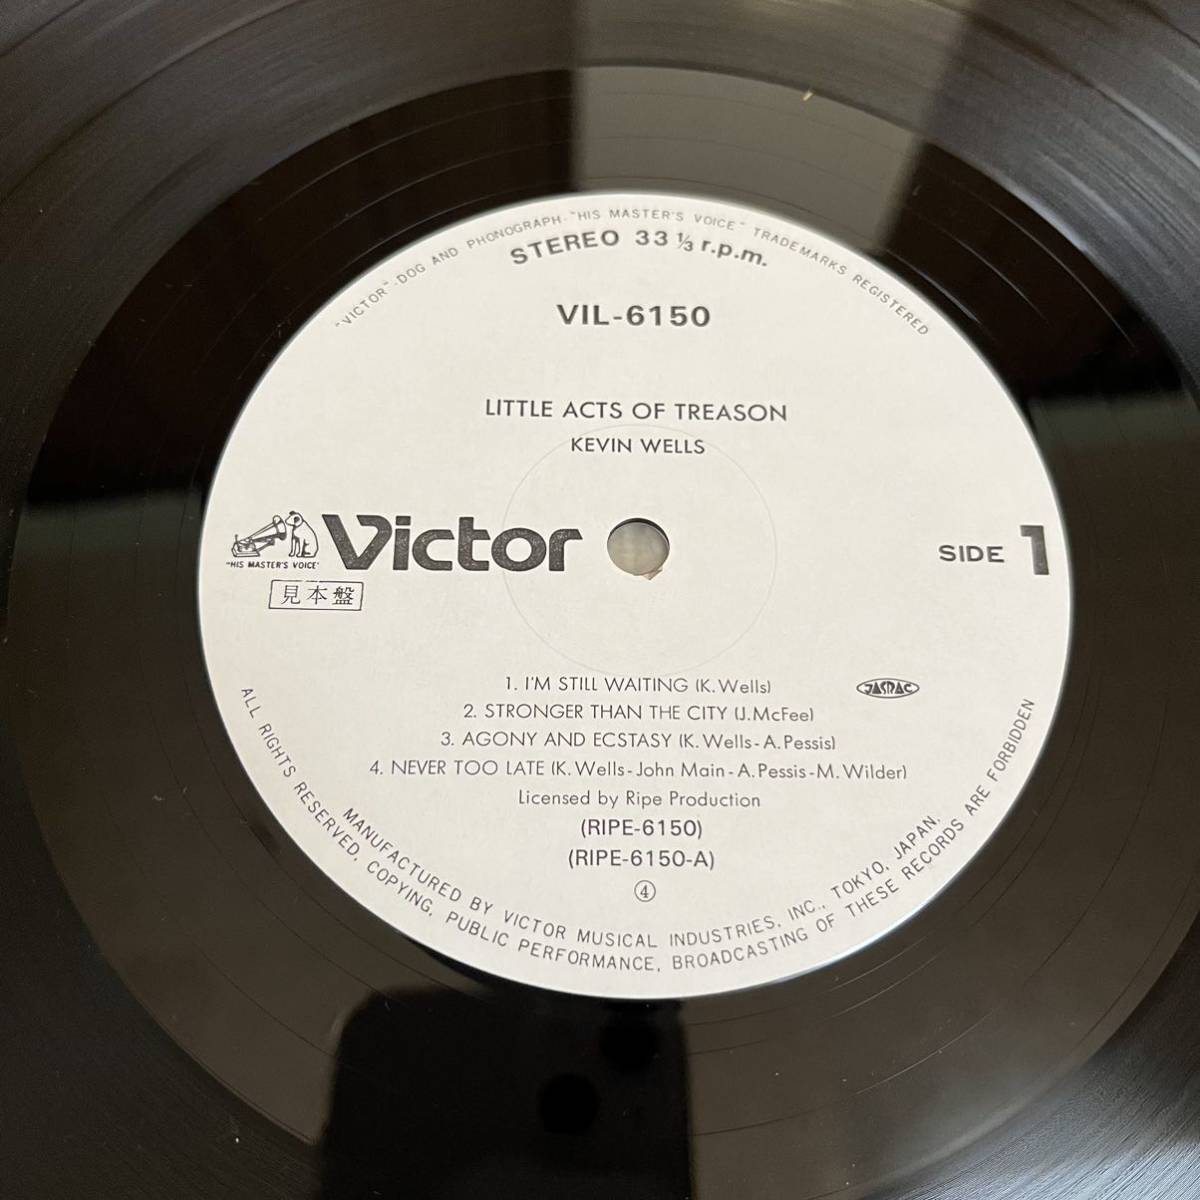 "VICTOR"·DOG AND PHONOGRAPH·"HIS MASTER'S VOICE" TRADEMARKS REGISTERED
STEREO 33 1/3 r.p.m.
VIL-6150
LITTLE ACTS OF TREASON
KEVIN WELLS
"HIS MASTER'S VOICE"
Victor
見本盤
SIDE 1
1. I'M STILL WAITING (K. Wells)
2. STRONGER THAN THE CITY (J. McFee)
3. AGONY AND ECSTASY (K. Wells-A. Pessis)
4. NEVER TOO LATE (K. Wells-John Main-A. Pessis-M. Wilder)
JASRAC
Licensed by Ripe Production
(RIPE-6150)
(RIPE-6150-A)
④
MANUFACTURED BY VICTOR MUSICAL INDUSTRIES, INC., TOKYO, JAPAN.
ALL RIGHTS RESERVED, COPYING, PUBLIC PERFORMANCE, BROADCASTING OF THESE RECORDS ARE FORBIDDEN